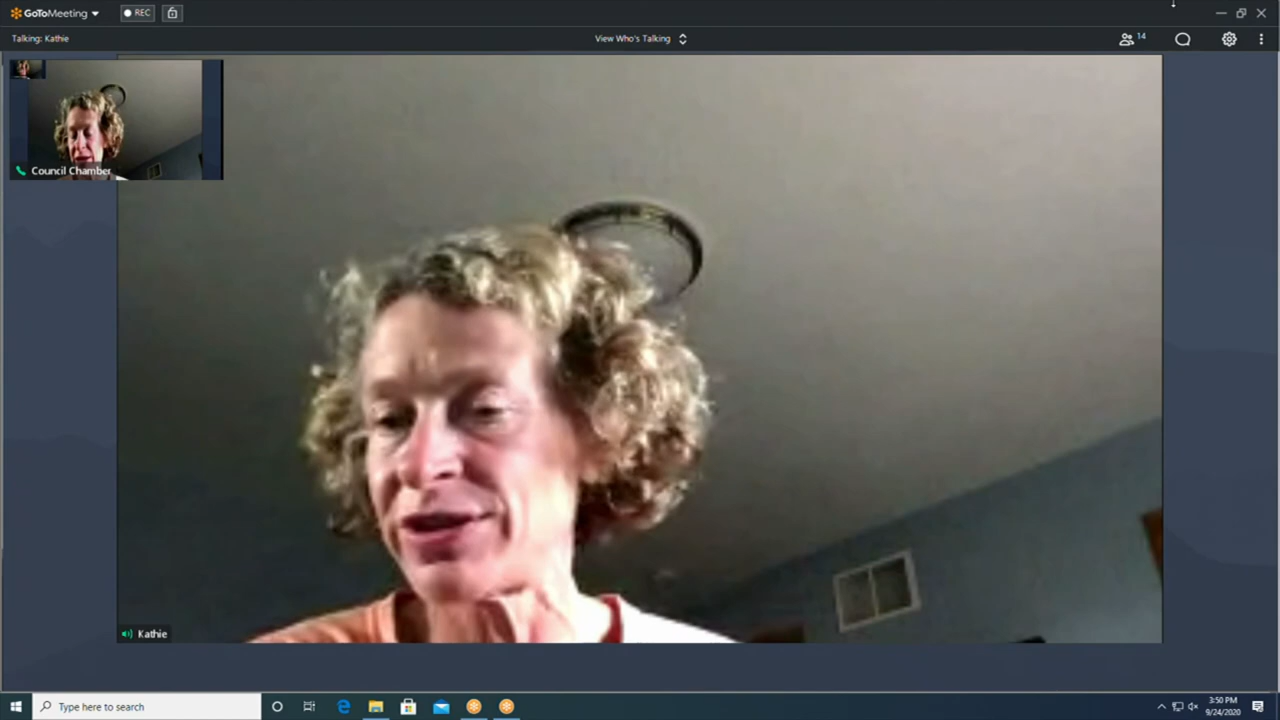 GoToMeeting
REC
Talking: Kathie
View Who's Talking
14
Council Chamber
Kathie
Type here to search
3:50 PM
9/24/2020